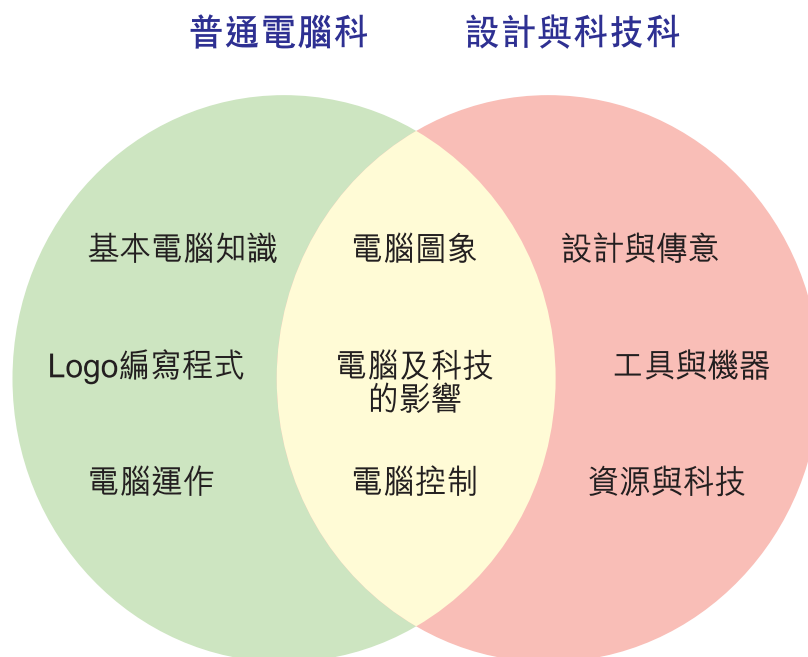 普通電腦科
設計與科技科
基本電腦知識
電腦圖象
設計與傳意
Logo編寫程式
電腦及科技
的影響
工具與機器
電腦運作
電腦控制
資源與科技